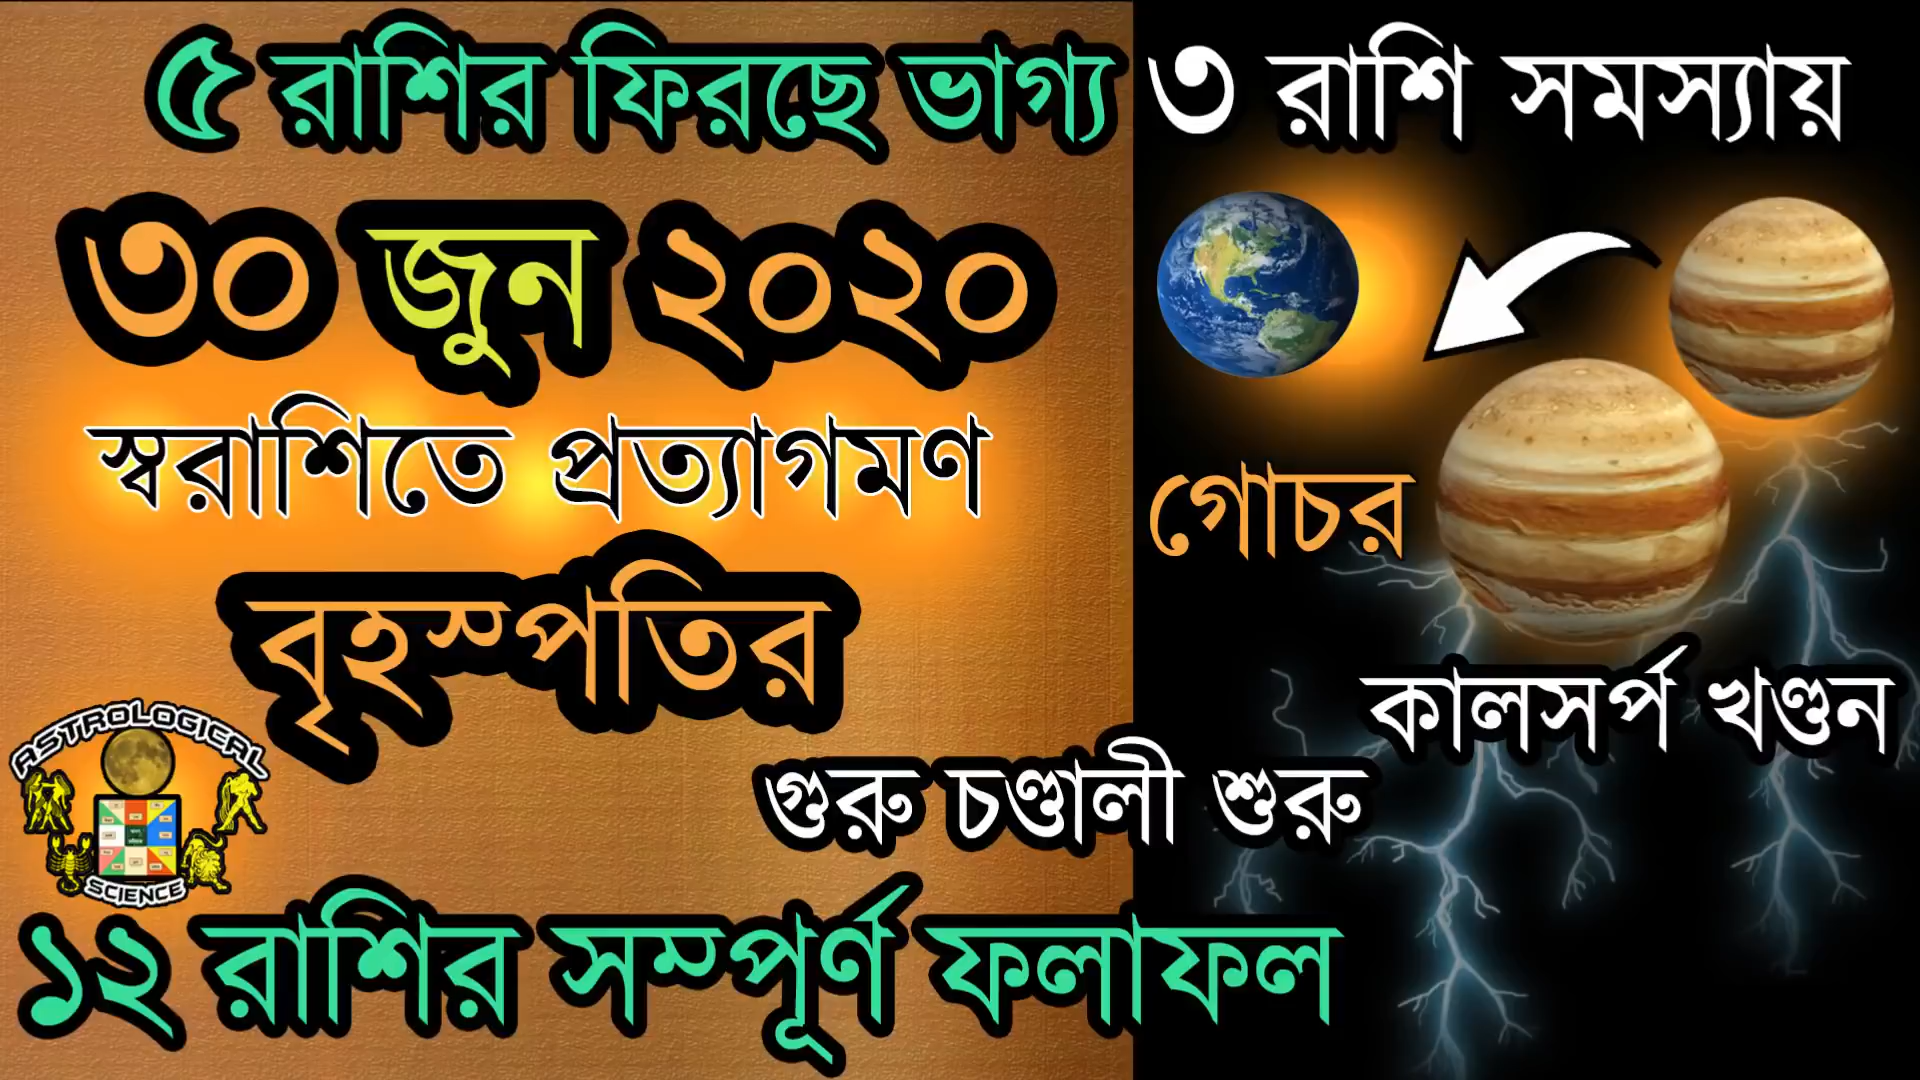 ৫ রাশির ফিরছে ভাগ্য ৩ রাশি সমস্যায়
৩০ জুন ২০২০
স্বরাশিতে প্রত্যাগমণ
বৃহস্পতির
গোচর
কালসর্প খণ্ডন
গুরু চণ্ডালী শুরু
ASTROLOGICAL
SCIENCE
১২ রাশির সম্পূর্ণ ফলাফল